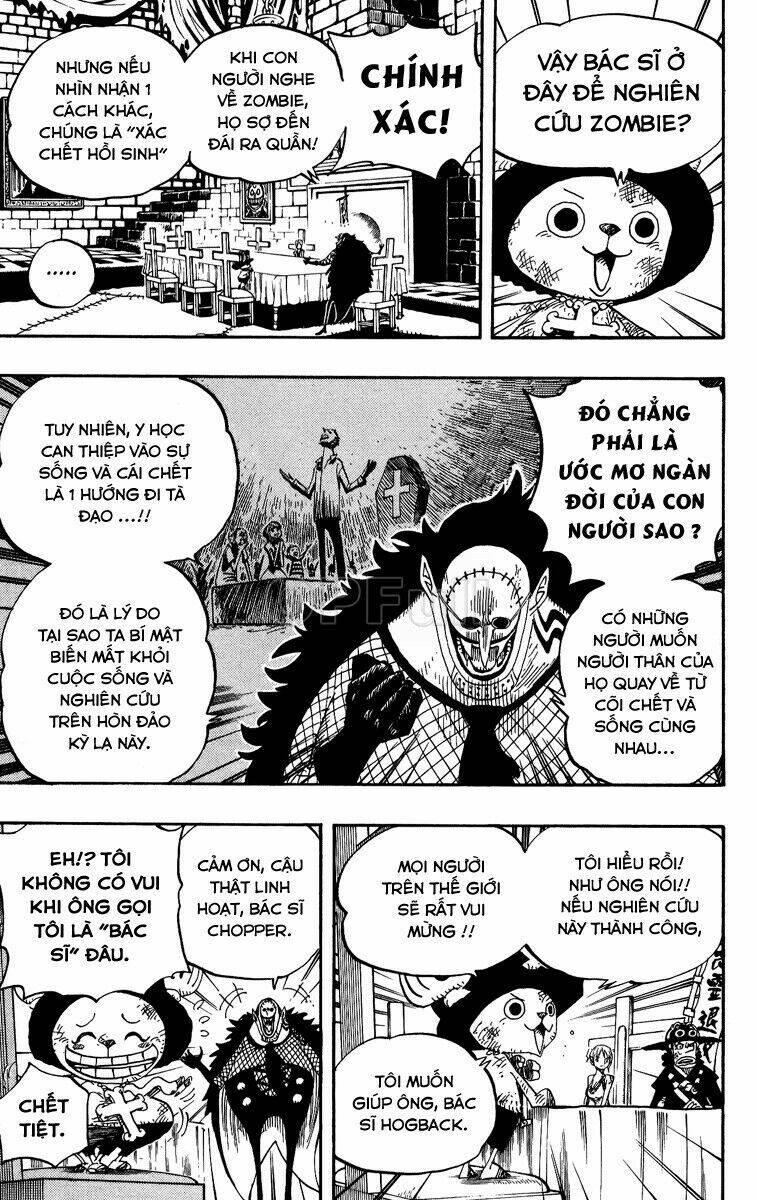 VẬY BÁC SĨ Ở
ĐÂY ĐỂ NGHIÊN
CỨU ZOMBIE?
CHÍNH
XÁC!
KHI CON
NGƯỜI NGHE
VỀ ZOMBIE,
HỌ SỢ ĐẾN
ĐÁI RA QUẦN!
NHƯNG NẾU
NHÌN NHẬN 1
CÁCH KHÁC,
CHÚNG LÀ "XÁC
CHẾT HỒI SINH"
.....
ĐÓ CHẲNG
PHẢI LÀ
ƯỚC MƠ NGÀN
ĐỜI CỦA CON
NGƯỜI SAO ?
CÓ NHỮNG
NGƯỜI MUỐN
NGƯỜI THÂN CỦA
HỌ QUAY VỀ TỪ
CÕI CHẾT VÀ
SỐNG CÙNG
NHAU...
TUY NHIÊN, Y HỌC
CAN THIỆP VÀO SỰ
SỐNG VÀ CÁI CHẾT
LÀ 1 HƯỚNG ĐI TÀ
ĐẠO ...!!
ĐÓ LÀ LÝ DO
TẠI SAO TA BÍ MẬT
BIẾN MẤT KHỎI
CUỘC SỐNG VÀ
NGHIÊN CỨU
TRÊN HÒN ĐẢO
KỲ LẠ NÀY.
TÔI HIỂU RỒI!
NHƯ ÔNG NÓI!!
NẾU NGHIÊN CỨU
NÀY THÀNH CÔNG,
MỌI NGƯỜI
TRÊN THẾ GIỚI
SẼ RẤT VUI
MỪNG !!
TÔI MUỐN
GIÚP ÔNG, BÁC
SĨ HOGBACK.
CẢM ƠN, CẬU
THẬT LINH
HOẠT, BÁC SĨ
CHOPPER.
EH!? TÔI
KHÔNG CÓ VUI
KHI ÔNG GỌI
TÔI LÀ "BÁC
SĨ" ĐÂU.
CHẾT
TIỆT.